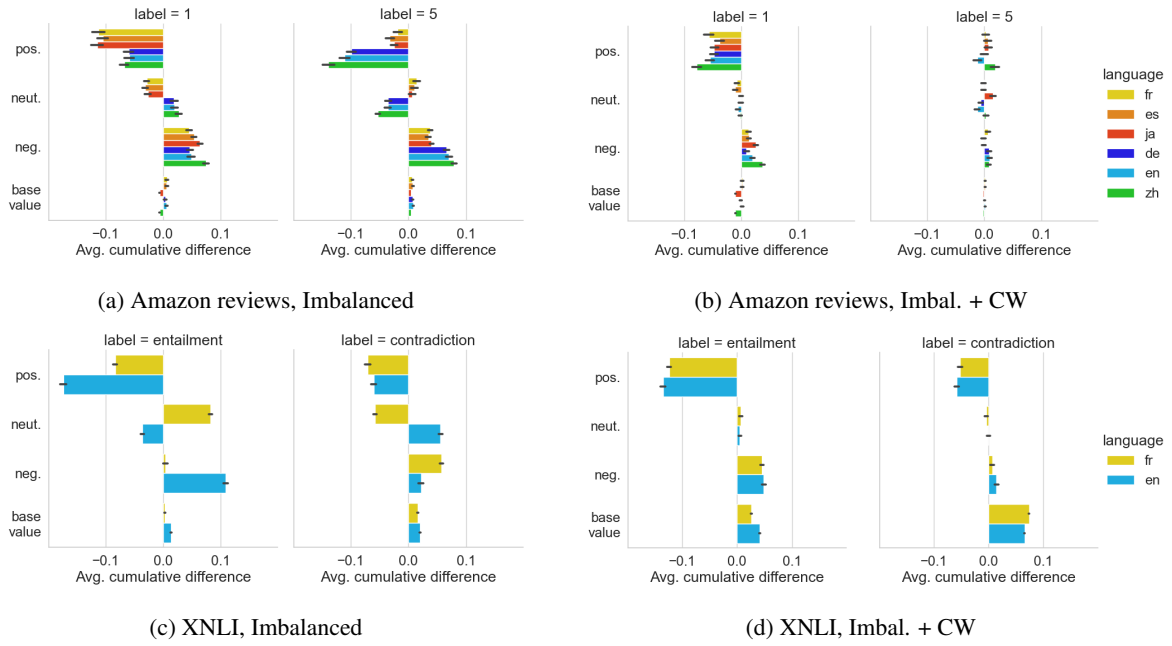 label = 1
label = 5
pos.
neut.
neg.
base
value
−0.1 0.0 0.1
−0.1 0.0 0.1
Avg. cumulative difference
Avg. cumulative difference
(a) Amazon reviews, Imbalanced
label = 1
label = 5
pos.
neut.
neg.
base
value
−0.1 0.0 0.1
−0.1 0.0 0.1
Avg. cumulative difference
Avg. cumulative difference
language
fr
es
ja
de
en
zh
(b) Amazon reviews, Imbal. + CW
label = entailment
label = contradiction
pos.
neut.
neg.
base
value
−0.1 0.0 0.1
−0.1 0.0 0.1
Avg. cumulative difference
Avg. cumulative difference
(c) XNLI, Imbalanced
label = entailment
label = contradiction
pos.
neut.
neg.
base
value
−0.1 0.0 0.1
−0.1 0.0 0.1
Avg. cumulative difference
Avg. cumulative difference
language
fr
en
(d) XNLI, Imbal. + CW